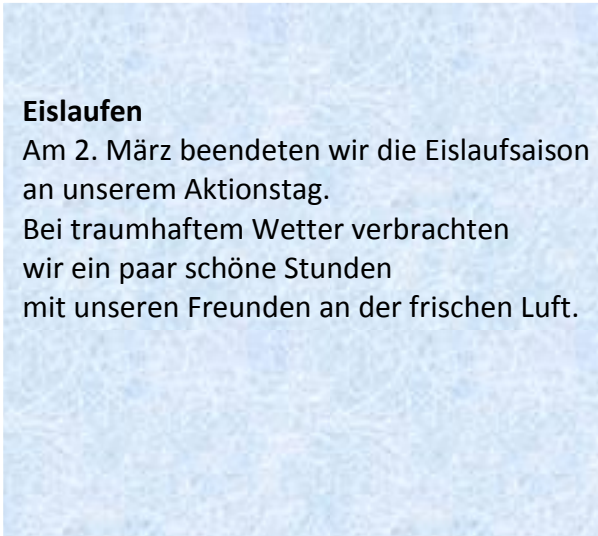 Eislaufen
Am 2. März beendeten wir die Eislaufsaison
an unserem Aktionstag.
Bei traumhaftem Wetter verbrachten
wir ein paar schöne Stunden
mit unseren Freunden an der frischen Luft.